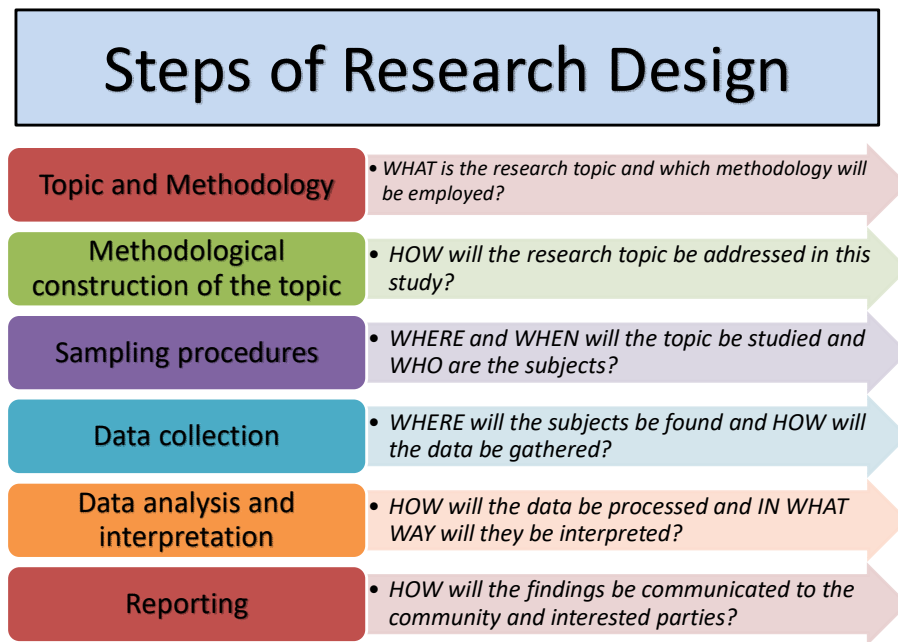 Steps of Research Design
Topic and Methodology
• WHAT is the research topic and which methodology will
be employed?
Methodological
construction of the topic
• HOW will the research topic be addressed in this
study?
Sampling procedures
• WHERE and WHEN will the topic be studied and
WHO are the subjects?
Data collection
• WHERE will the subjects be found and HOW will
the data be gathered?
Data analysis and
interpretation
• HOW will the data be processed and IN WHAT
WAY will they be interpreted?
Reporting
• HOW will the findings be communicated to the
community and interested parties?